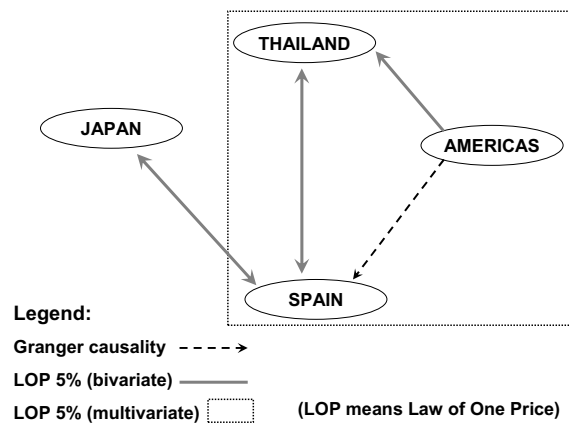 THAILAND
JAPAN
AMERICAS
SPAIN
Legend:
Granger causality
LOP 5% (bivariate)
LOP 5% (multivariate) (LOP means Law of One Price)